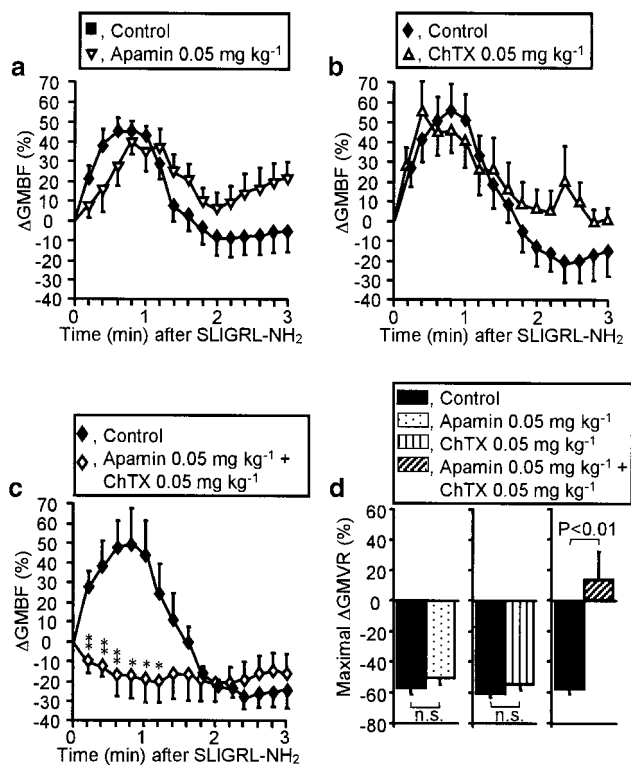 ■, Control
▽, Apamin 0.05 mg kg⁻¹
a
ΔGMBF (%)
70
60
50
40
30
20
10
0
-10
-20
-30
-40
0 1 2 3
Time (min) after SLIGRL-NH₂
♦, Control
△, ChTX 0.05 mg kg⁻¹
b
ΔGMBF (%)
70
60
50
40
30
20
10
0
-10
-20
-30
-40
0 1 2 3
Time (min) after SLIGRL-NH₂
♦, Control
◇, Apamin 0.05 mg kg⁻¹ +
ChTX 0.05 mg kg⁻¹
c
ΔGMBF (%)
70
60
50
40
30
20
10
0
-10
-20
-30
-40
** ** ** * * * *
0 1 2 3
Time (min) after SLIGRL-NH₂
, Control
, Apamin 0.05 mg kg⁻¹
, ChTX 0.05 mg kg⁻¹
, Apamin 0.05 mg kg⁻¹ +
ChTX 0.05 mg kg⁻¹
d
Maximal ΔGMVR (%)
60
40
20
0
-20
-40
-60
-80
n.s.
n.s.
P<0.01